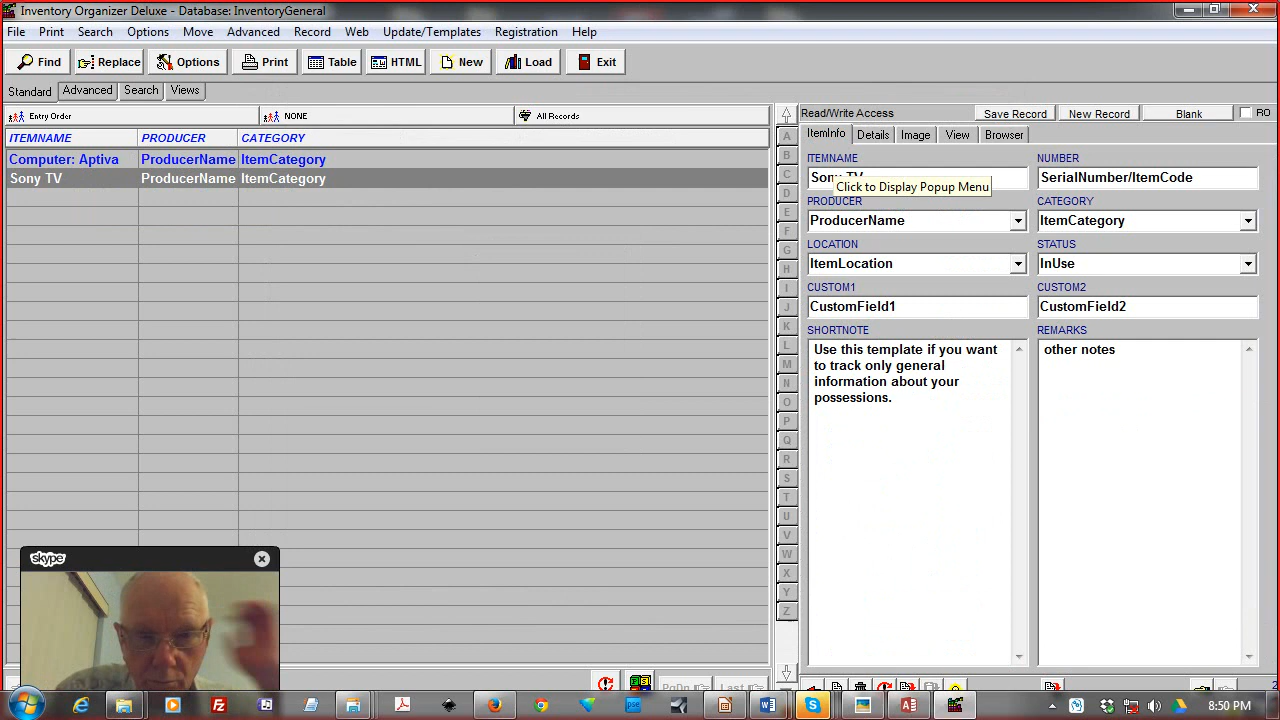 Inventory Organizer Deluxe - Database: InventoryGeneral
File Print Search Options Move Advanced Record Web Update/Templates Registration Help
Find Replace Options Print Table HTML New Load Exit
Standard Advanced Search Views
Entry Order NONE All Records
ITEMNAME PRODUCER CATEGORY
Computer: Aptiva ProducerName ItemCategory
Sony TV ProducerName ItemCategory
A
B
C
D
E
F
G
H
I
J
K
L
M
N
O
P
Q
R
S
T
U
V
W
X
Y
Z
Read/Write Access Save Record New Record Blank RO
ItemInfo Details Image View Browser
ITEMNAME NUMBER
Sony TV SerialNumber/ItemCode
Click to Display Popup Menu
PRODUCER CATEGORY
ProducerName ItemCategory
LOCATION STATUS
ItemLocation InUse
CUSTOM1 CUSTOM2
CustomField1 CustomField2
SHORTNOTE REMARKS
Use this template if you want other notes
to track only general
information about your
possessions.
skype
PgDn Last
8:50 PM